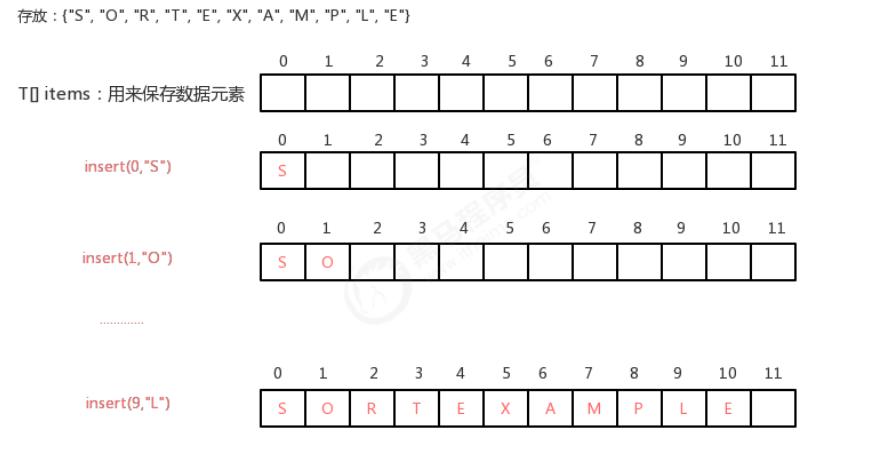 存放：{"S", "O", "R", "T", "E", "X", "A", "M", "P", "L", "E"}
0 1 2 3 4 5 6 7 8 9 10 11
T[] items：用来保存数据元素
0 1 2 3 4 5 6 7 8 9 10 11
insert(0,"S") S
0 1 2 3 4 5 6 7 8 9 10 11
insert(1,"O") S O
.............
0 1 2 3 4 5 6 7 8 9 10 11
insert(9,"L") S O R T E X A M P L E
黑马程序员